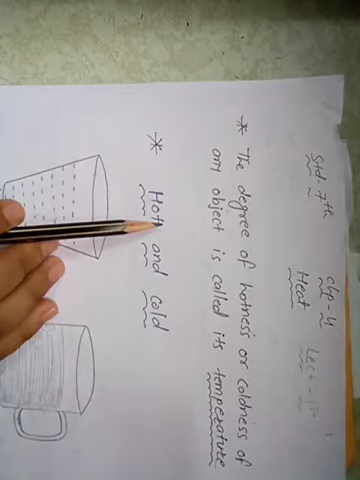 Std-7th ch-4 Lect-1st
Heat
* The degree of hotness or coldness of
any object is called its temperature
* Hot and cold